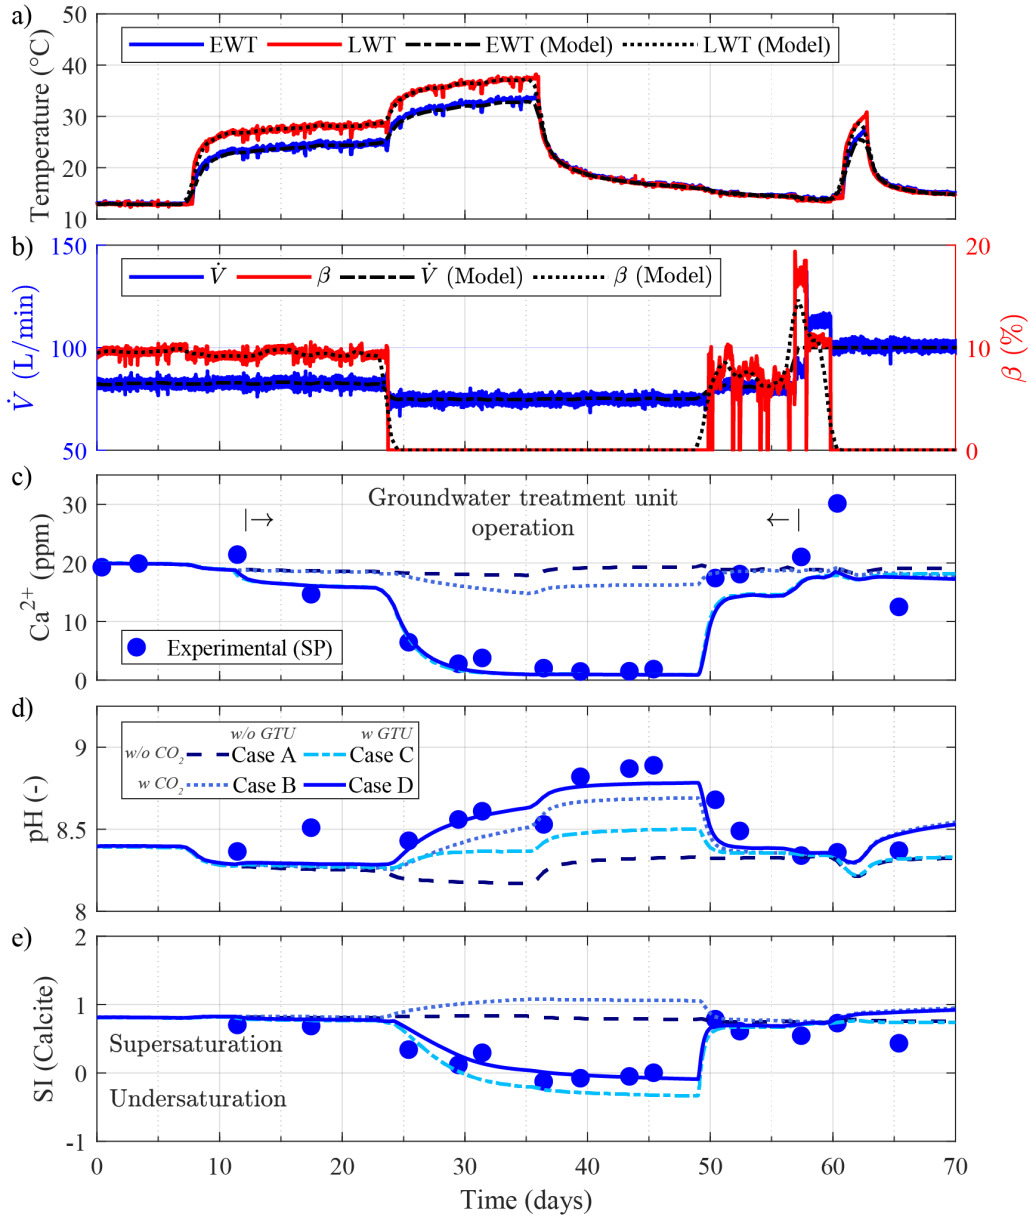 a)
50
40
30
20
10
Temperature (°C)
EWT LWT EWT (Model) LWT (Model)
b)
150
100
50
V̇ (L/min)
20
10
0
β (%)
V̇ β V̇ (Model) β (Model)
c)
30
20
10
0
Ca²⁺ (ppm)
Groundwater treatment unit
operation
|→ ←|
Experimental (SP)
d)
9
8.5
8
pH (-)
w/o GTU w GTU
w/o CO₂ Case A Case C
w CO₂ Case B Case D
e)
2
1
0
-1
SI (Calcite)
Supersaturation
Undersaturation
0 10 20 30 40 50 60 70
Time (days)